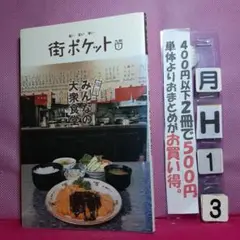 街ポケット
みんなの
大衆食堂
400円以下2冊で500円
単体よりおまとめがお買い得。
月
H
1
3